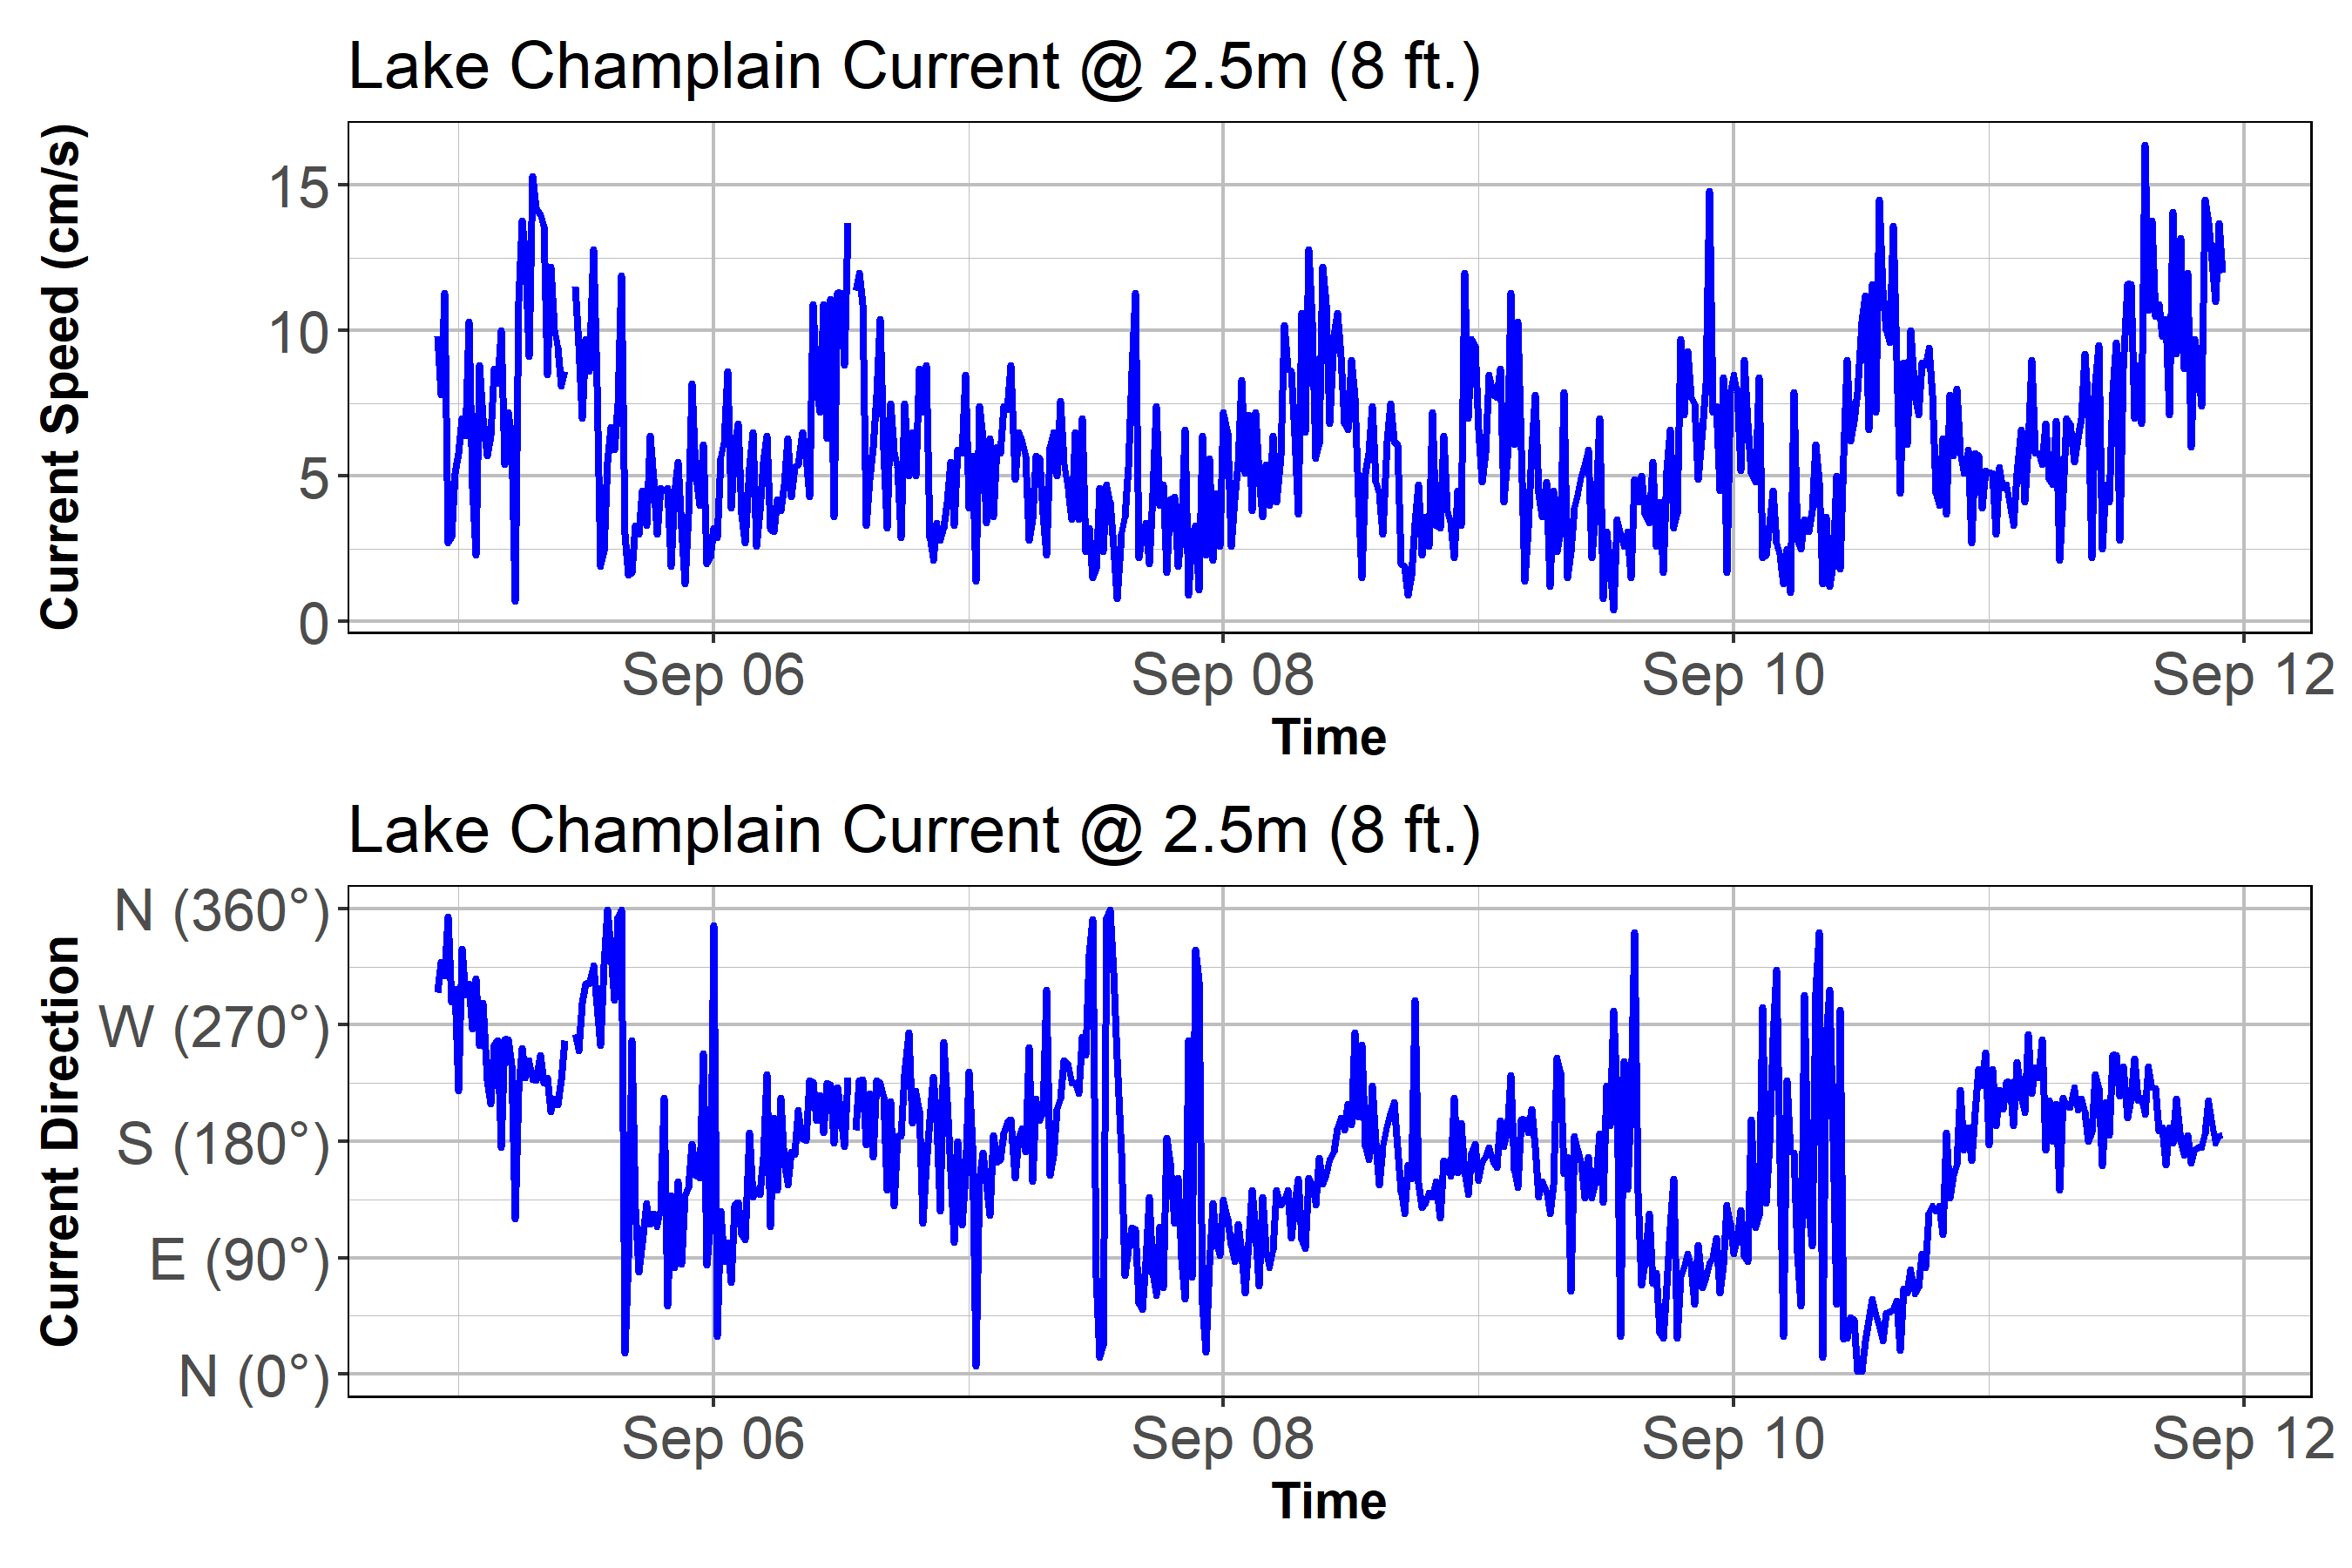 Lake Champlain Current @ 2.5m (8 ft.)
Current Speed (cm/s)
15
10
5
0
Sep 06 Sep 08 Sep 10 Sep 12
Time
Lake Champlain Current @ 2.5m (8 ft.)
Current Direction
N (360°)
W (270°)
S (180°)
E (90°)
N (0°)
Sep 06 Sep 08 Sep 10 Sep 12
Time